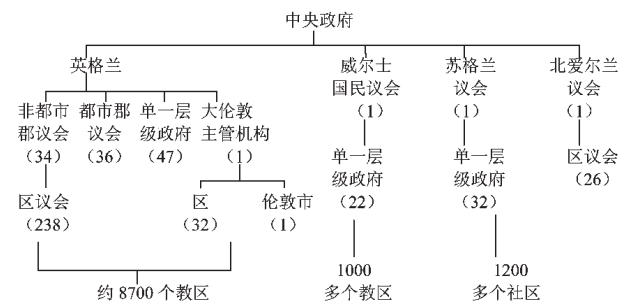 中央政府
英格兰
威尔士
国民议会
(1)
苏格兰
议会
(1)
北爱尔兰
议会
(1)
非都市
郡议会
(34)
都市郡
议会
(36)
单一层
级政府
(47)
大伦敦
主管机构
(1)
单一层
级政府
(22)
单一层
级政府
(32)
区议会
(26)
区议会
(238)
区
(32)
伦敦市
(1)
约 8700 个教区
1000
多个教区
1200
多个社区